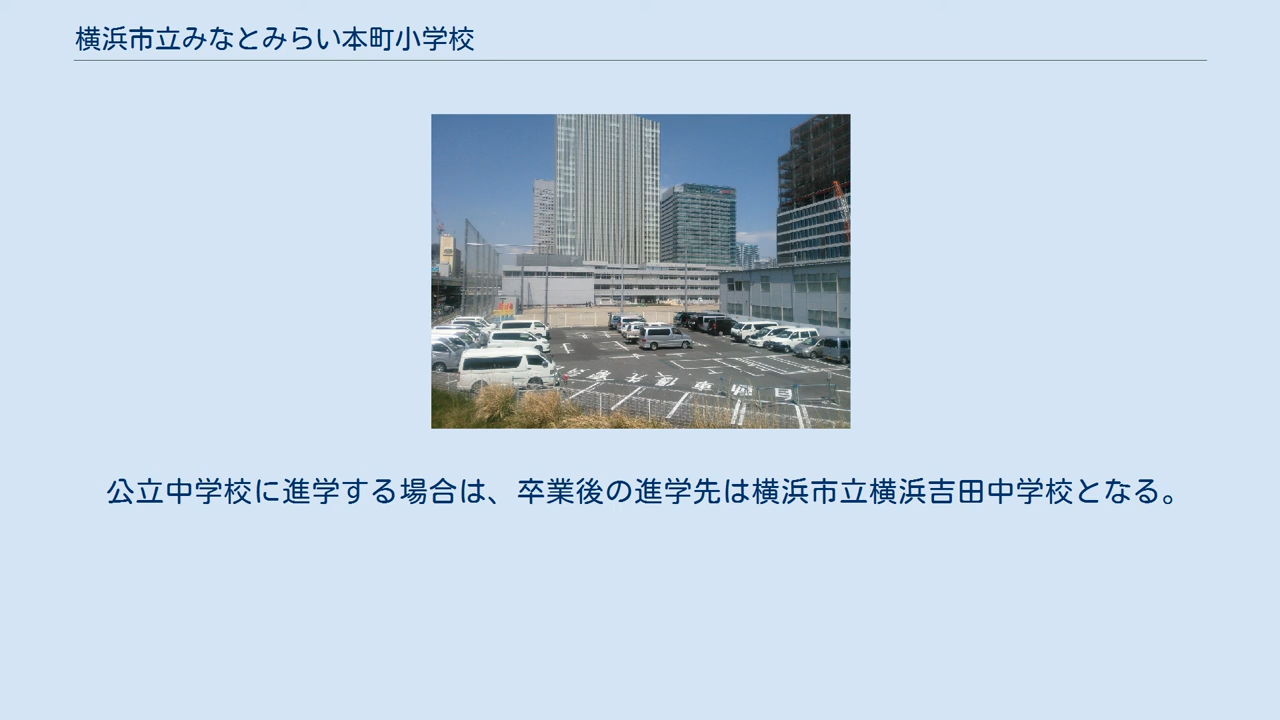 横浜市立みなとみらい本町小学校
公立中学校に進学する場合は、卒業後の進学先は横浜市立横浜吉田中学校となる。